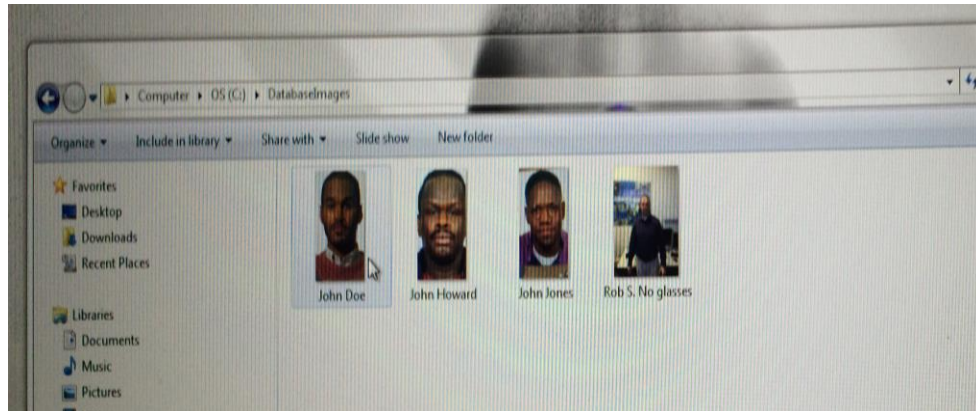 Computer ▸ OS (C:) ▸ DatabaseImages
Organize Include in library Share with Slide show New folder
Favorites
Desktop
Downloads
Recent Places
Libraries
Documents
Music
Pictures
John Doe John Howard John Jones Rob S. No glasses